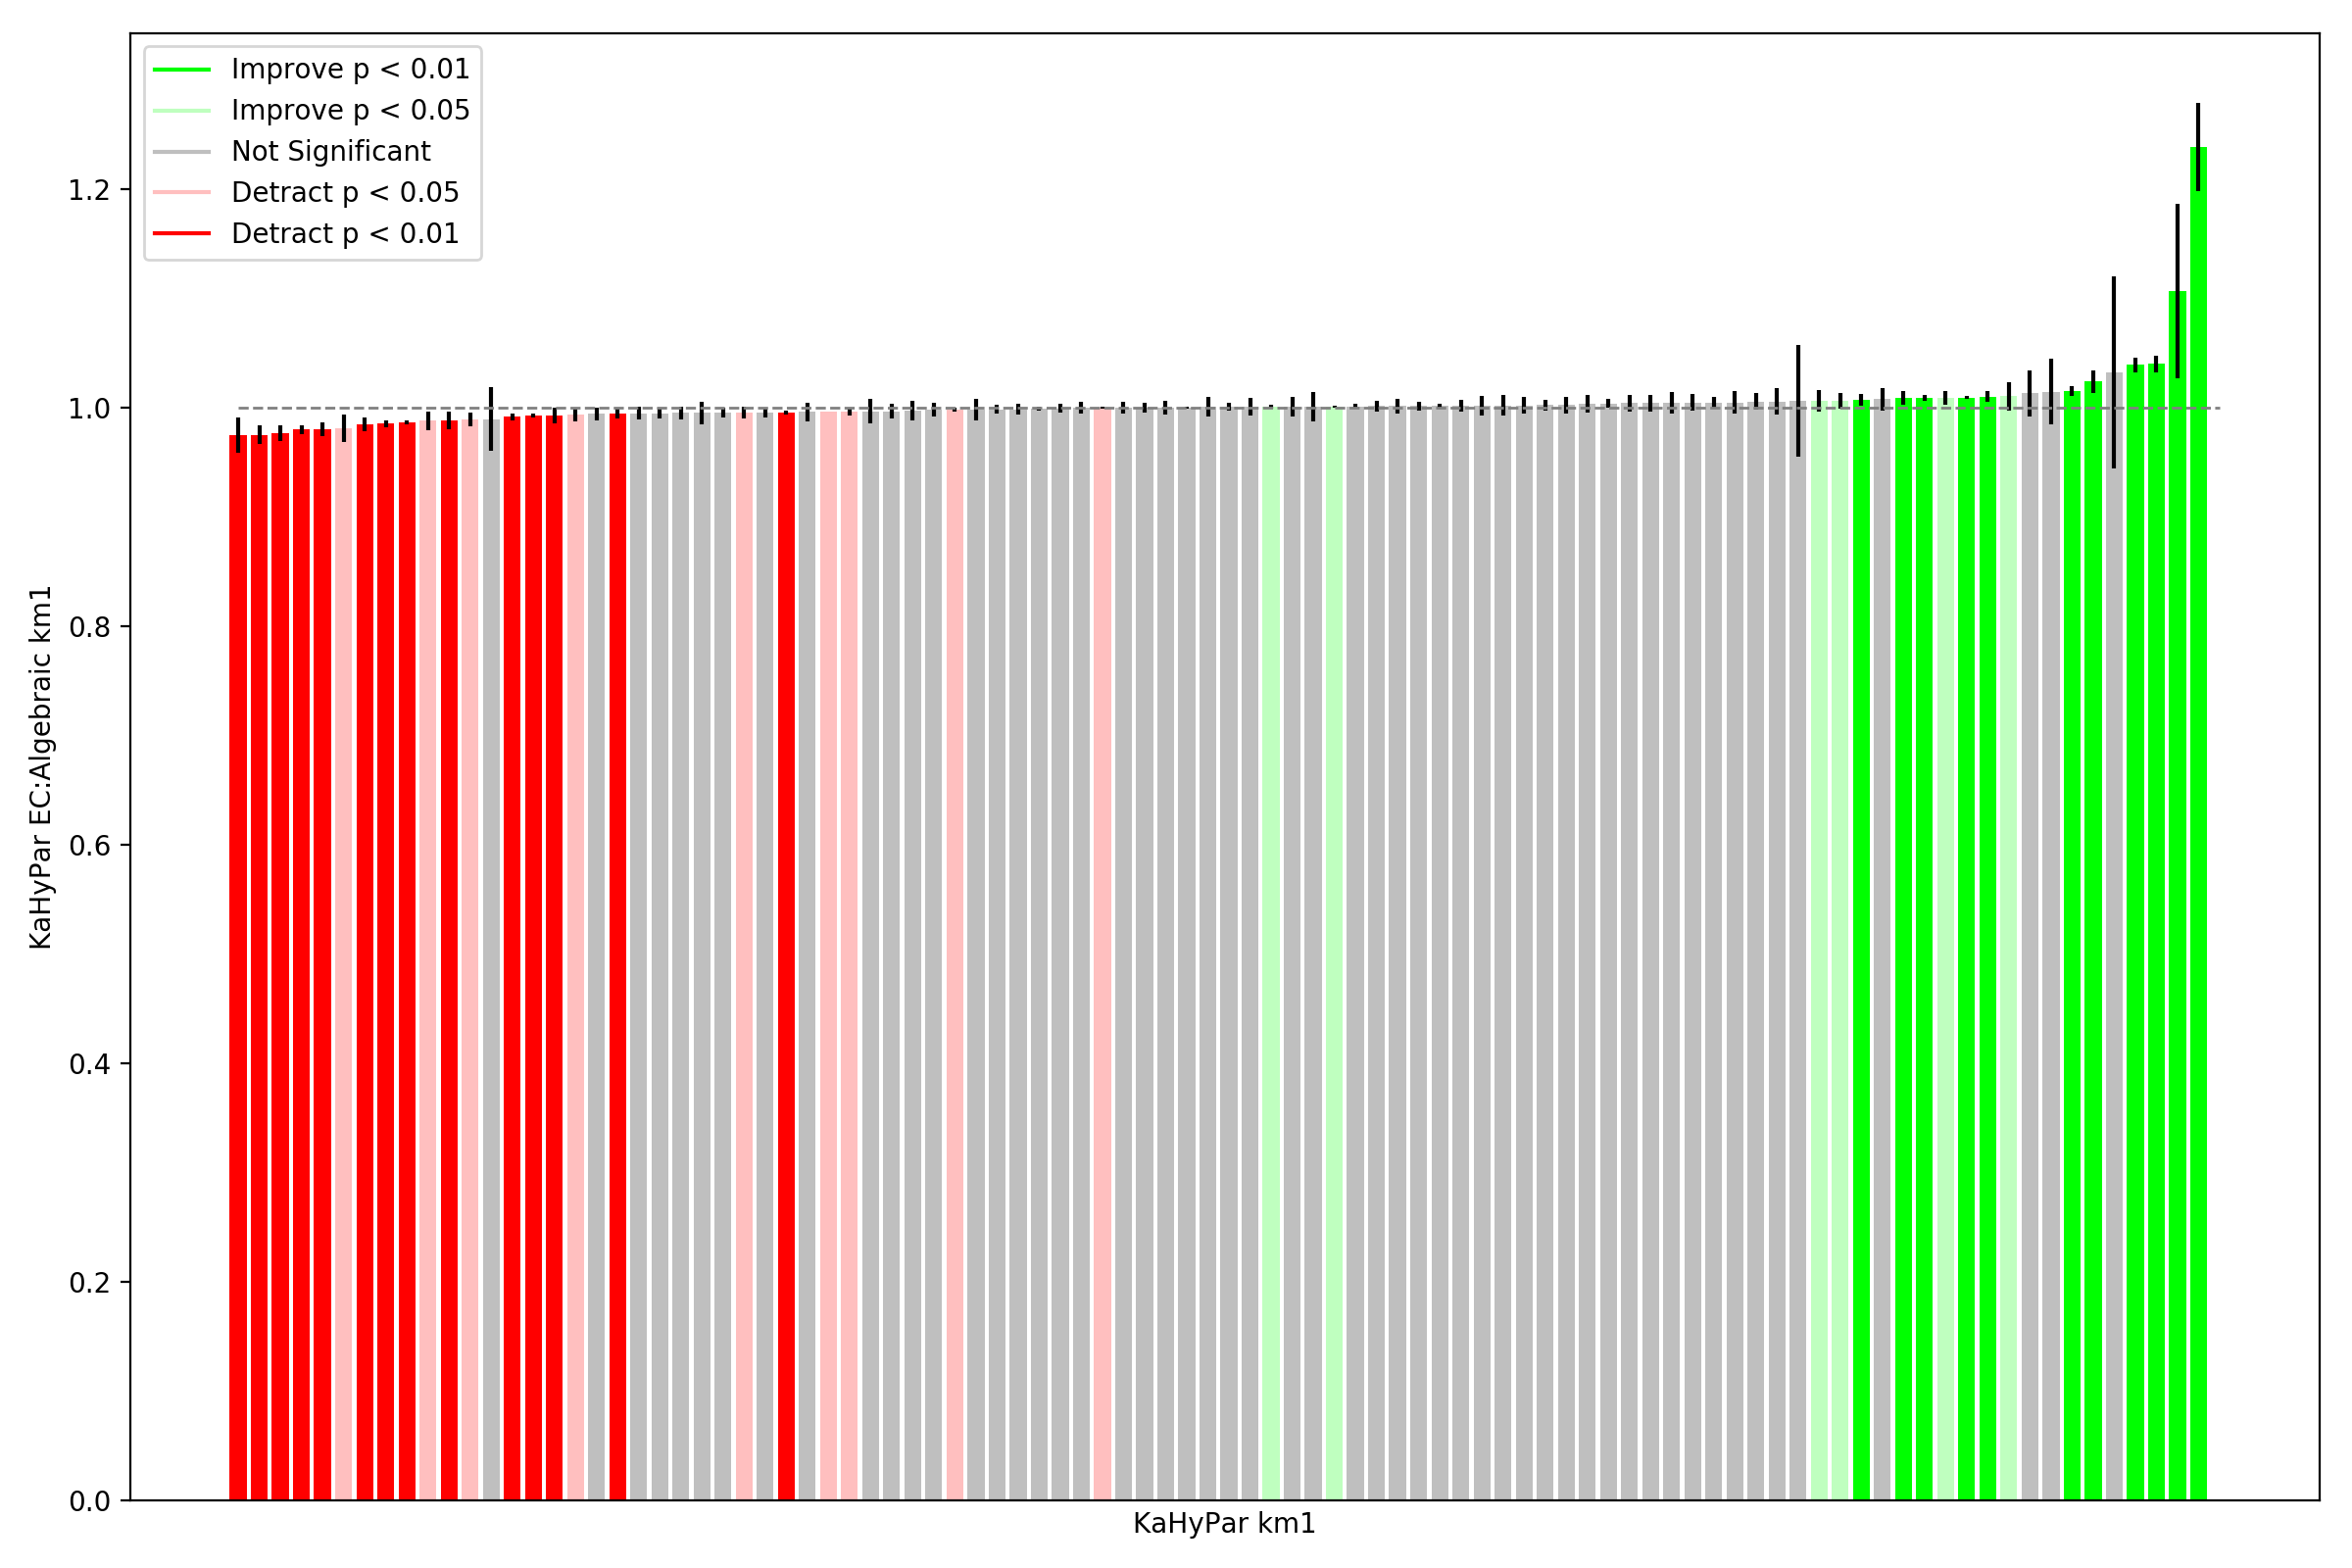 Improve p < 0.01
Improve p < 0.05
Not Significant
Detract p < 0.05
Detract p < 0.01
1.2
1.0
0.8
0.6
0.4
0.2
0.0
KaHyPar EC:Algebraic km1
KaHyPar km1